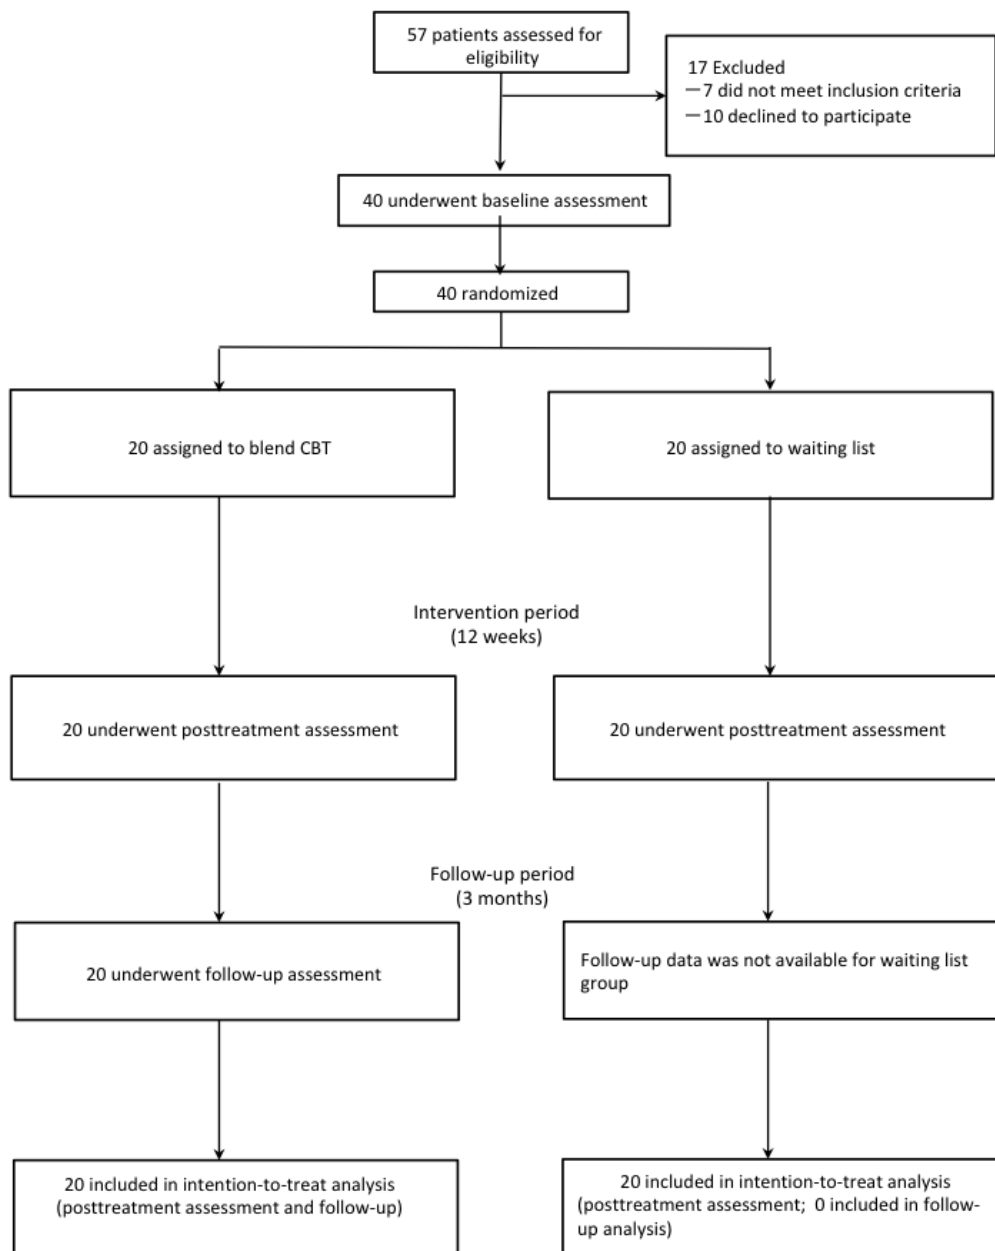 57 patients assessed for
eligibility
17 Excluded
—7 did not meet inclusion criteria
—10 declined to participate
40 underwent baseline assessment
40 randomized
20 assigned to blend CBT
20 assigned to waiting list
Intervention period
(12 weeks)
20 underwent posttreatment assessment
20 underwent posttreatment assessment
Follow-up period
(3 months)
20 underwent follow-up assessment
Follow-up data was not available for waiting list
group
20 included in intention-to-treat analysis
(posttreatment assessment and follow-up)
20 included in intention-to-treat analysis
(posttreatment assessment; 0 included in follow-
up analysis)